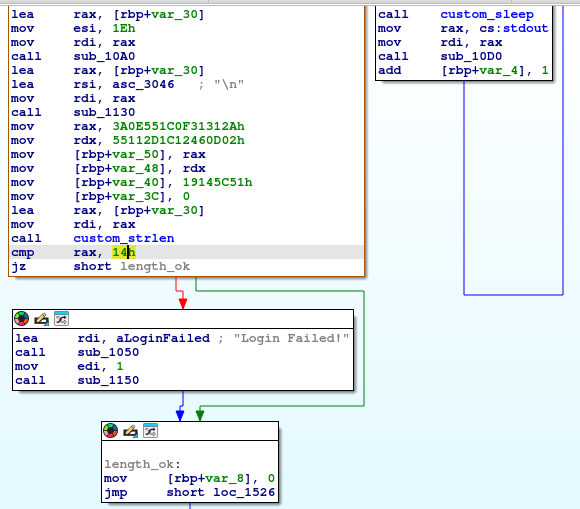 lea rax, [rbp+var_30]
mov esi, 1Eh
mov rdi, rax
call sub_10A0
lea rax, [rbp+var_30]
lea rsi, asc_3046 ; "\n"
mov rdi, rax
call sub_1130
mov rax, 3A0E551C0F31312Ah
mov rdx, 55112D1C12460D02h
mov [rbp+var_50], rax
mov [rbp+var_48], rdx
mov [rbp+var_40], 19145C51h
mov [rbp+var_3C], 0
lea rax, [rbp+var_30]
mov rdi, rax
call custom_strlen
cmp rax, 14h
jz short length_ok
call custom_sleep
mov rax, cs:stdout
mov rdi, rax
call sub_10D0
add [rbp+var_4], 1
lea rdi, aLoginFailed ; "Login Failed!"
call sub_1050
mov edi, 1
call sub_1150
length_ok:
mov [rbp+var_8], 0
jmp short loc_1526